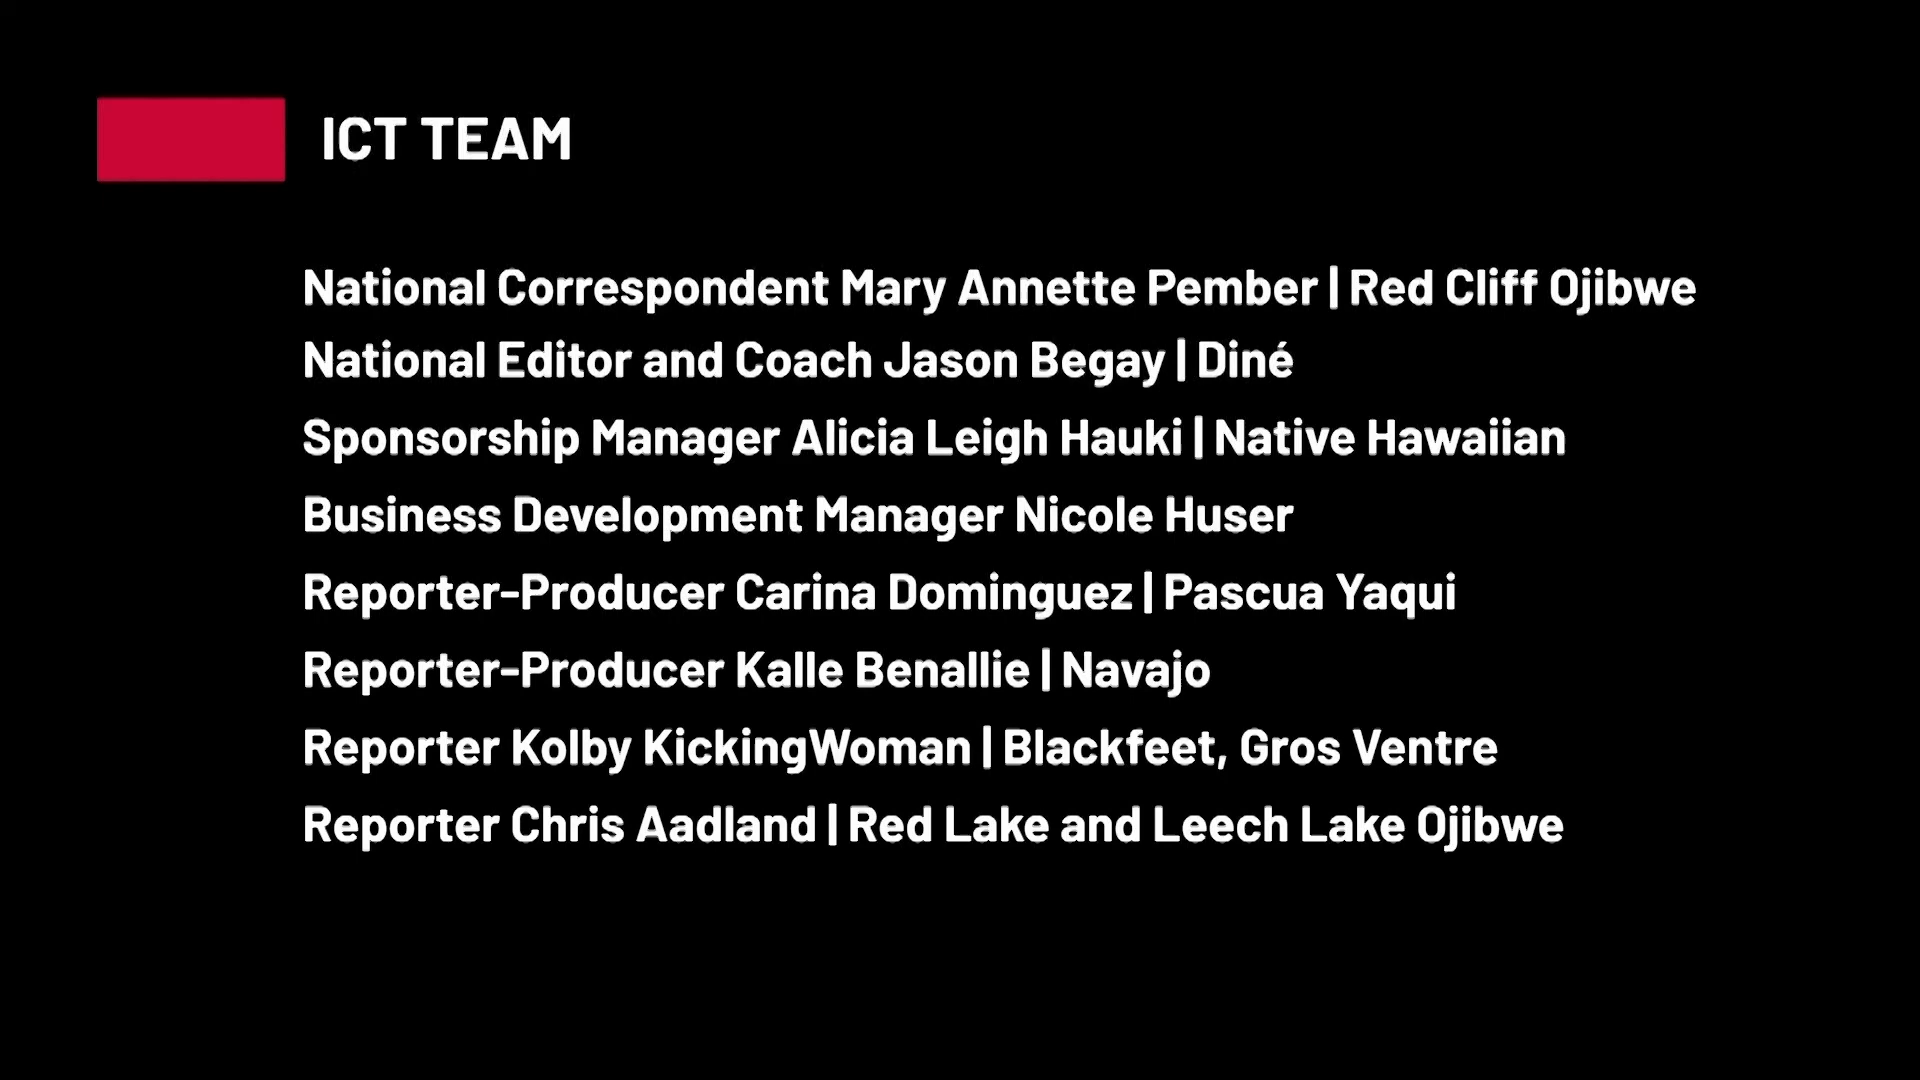 ICT TEAM
National Correspondent Mary Annette Pember | Red Cliff Ojibwe
National Editor and Coach Jason Begay | Diné
Sponsorship Manager Alicia Leigh Hauki | Native Hawaiian
Business Development Manager Nicole Huser
Reporter-Producer Carina Dominguez | Pascua Yaqui
Reporter-Producer Kalle Benallie | Navajo
Reporter Kolby KickingWoman | Blackfeet, Gros Ventre
Reporter Chris Aadland | Red Lake and Leech Lake Ojibwe